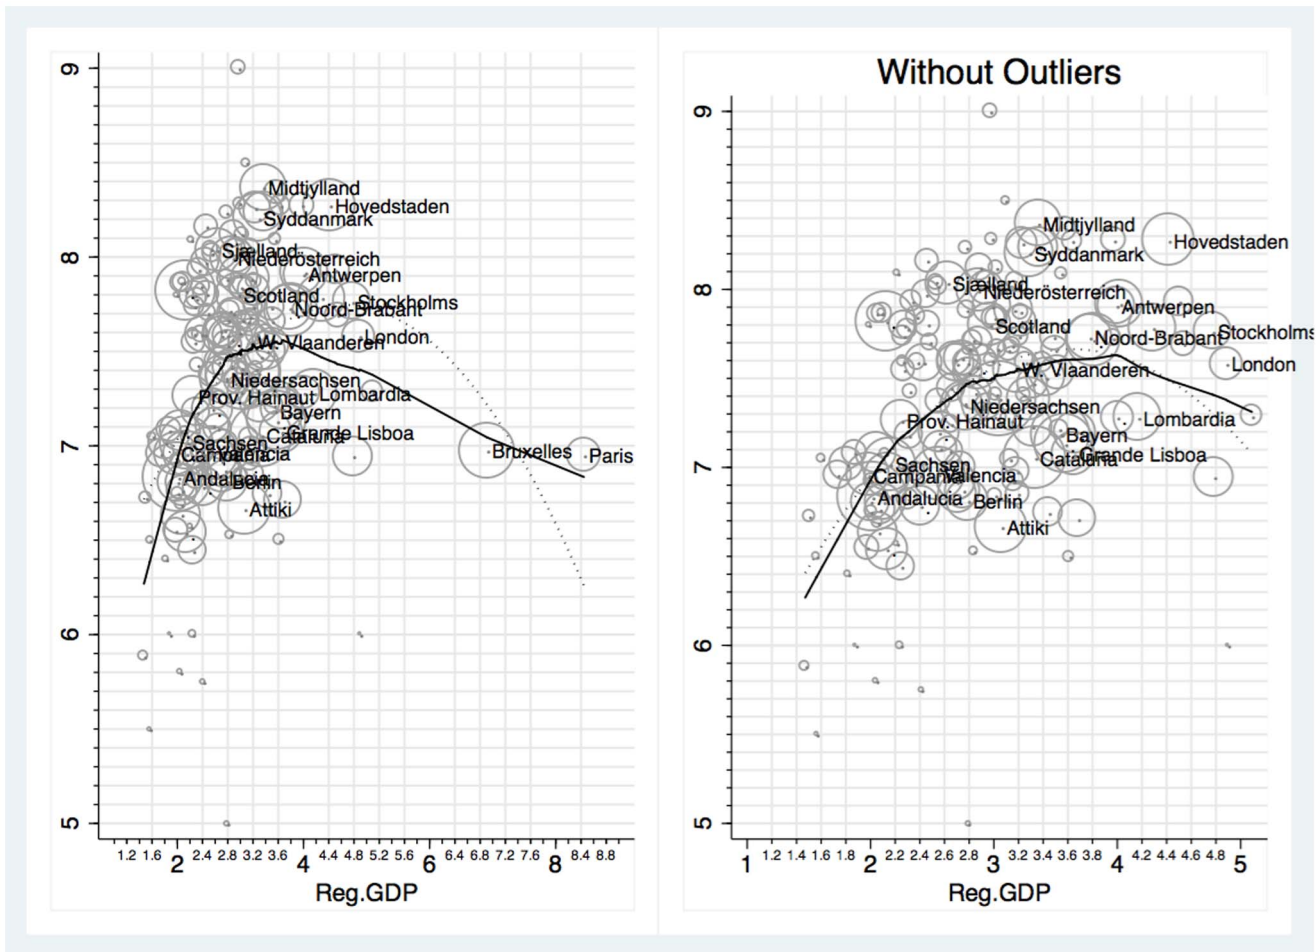 9
8
7
6
5
Midtjylland
Hovedstaden
Syddanmark
Sjælland
Niederösterreich
Antwerpen
Scotland
Stockholms
Noord-Brabant
London
W. Vlaanderen
Niedersachsen
Prov. Hainaut
Lombardia
Bayern
Cataluna
Grande Lisboa
Sachsen
Campania
Valencia
Bruxelles
Paris
Andalucia
Berlin
Attiki
1.2 1.6 2 2.4 2.8 3.2 3.6 4 4.4 4.8 5.2 5.6 6 6.4 6.8 7.2 7.6 8 8.4 8.8
Reg.GDP
Without Outliers
9
8
7
6
5
Midtjylland
Hovedstaden
Syddanmark
Sjælland
Niederösterreich
Antwerpen
Scotland
Stockholms
Noord-Brabant
London
W. Vlaanderen
Niedersachsen
Prov. Hainaut
Lombardia
Bayern
Grande Lisboa
Cataluna
Sachsen
Campania
Valencia
Andalucia
Berlin
Attiki
1 1.2 1.4 1.6 1.8 2 2.2 2.4 2.6 2.8 3 3.2 3.4 3.6 3.8 4 4.2 4.4 4.6 4.8 5
Reg.GDP